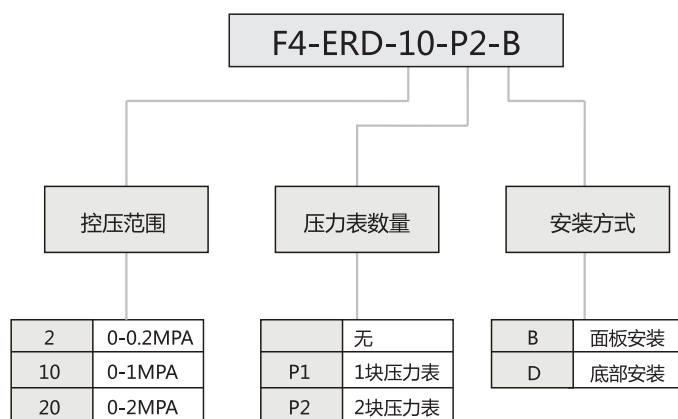 F4-ERD-10-P2-B
控压范围
压力表数量
安装方式
2 0-0.2MPA
10 0-1MPA
20 0-2MPA
无
P1 1块压力表
P2 2块压力表
B 面板安装
D 底部安装